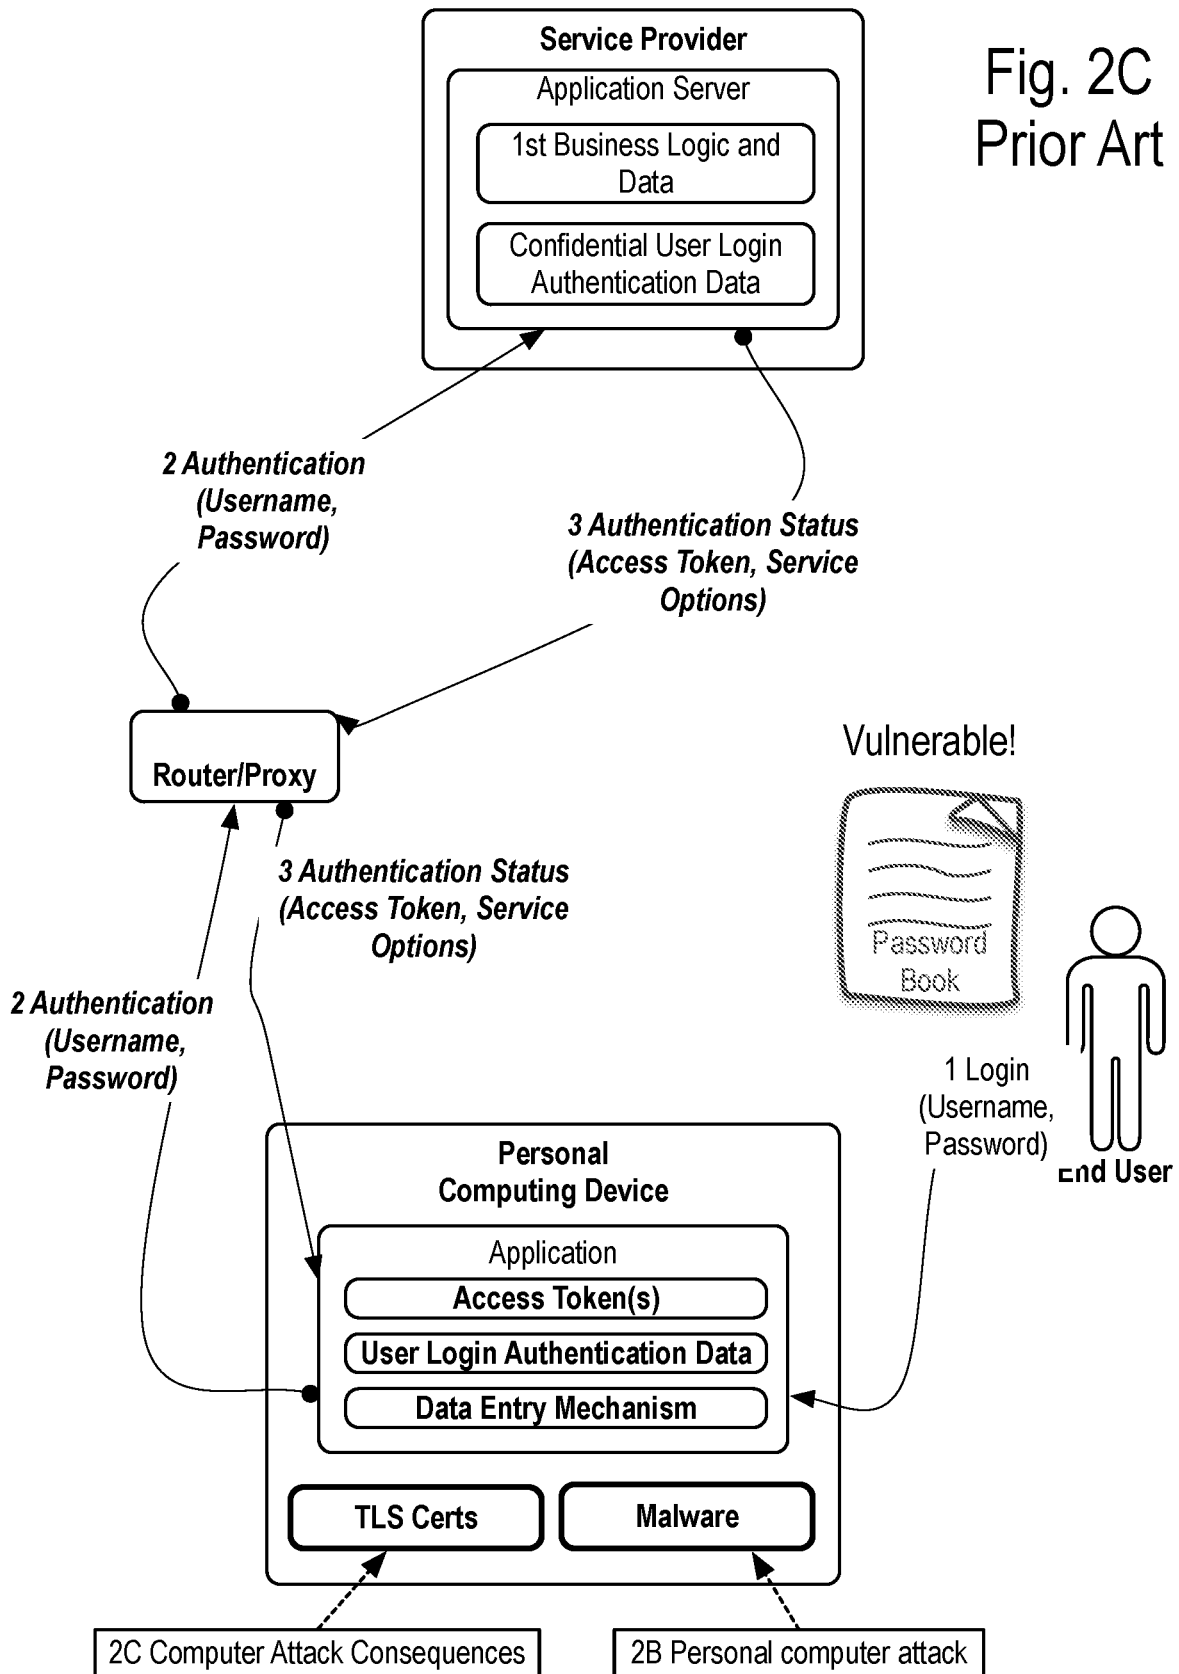 Service Provider
Fig. 2C
Prior Art
Application Server
1st Business Logic and
Data
Confidential User Login
Authentication Data
2 Authentication
(Username,
Password)
3 Authentication Status
(Access Token, Service
Options)
Router/Proxy
Vulnerable!
3 Authentication Status
(Access Token, Service
Options)
Password
Book
2 Authentication
(Username,
Password)
1 Login
(Username,
Password)
End User
Personal
Computing Device
Application
Access Token(s)
User Login Authentication Data
Data Entry Mechanism
TLS Certs
Malware
2C Computer Attack Consequences
2B Personal computer attack